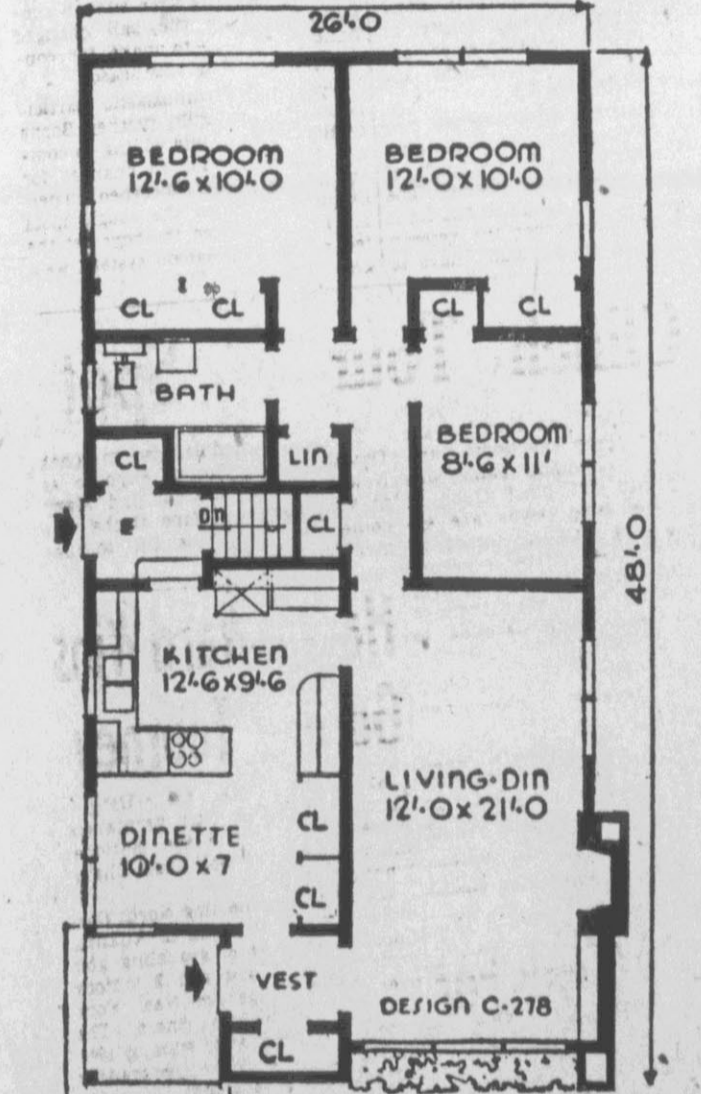 26'.0
BEDROOM
12'.6 x 10'.0
BEDROOM
12'.0 x 10'.0
CL
CL
CL
CL
BATH
BEDROOM
8'.6 x 11'
CL
LIN
E
DN
CL
48'.0
KITCHEN
12'.6 x 9'.6
LIVING·DIN
12'.0 x 21'.0
CL
DINETTE
10'.0 x 7
CL
VEST
DESIGN C-278
CL